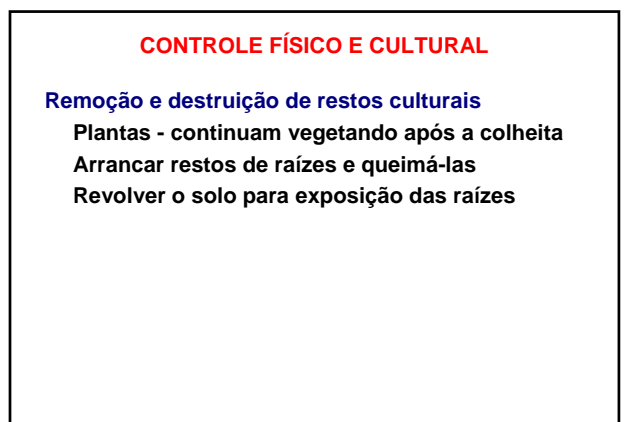 CONTROLE FÍSICO E CULTURAL
Remoção e destruição de restos culturais
Plantas - continuam vegetando após a colheita
Arrancar restos de raízes e queimá-las
Revolver o solo para exposição das raízes